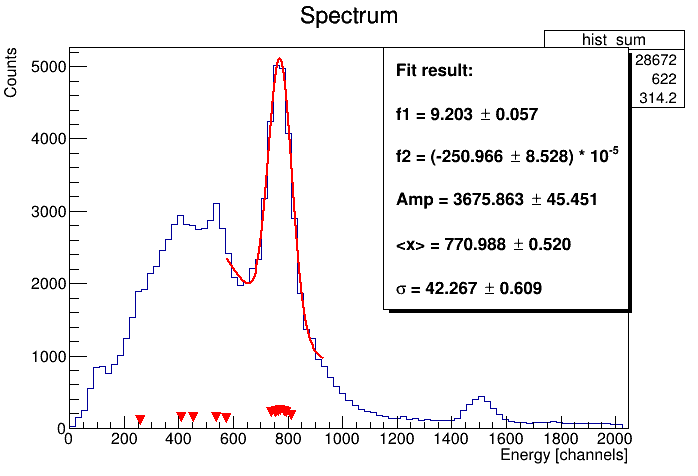 Spectrum
hist_sum
28672
622
314.2
Counts
5000
4000
3000
2000
1000
0
Fit result:
f1 = 9.203 ± 0.057
f2 = (-250.966 ± 8.528) * 10⁻⁵
Amp = 3675.863 ± 45.451
<x> = 770.988 ± 0.520
σ = 42.267 ± 0.609
0 200 400 600 800 1000 1200 1400 1600 1800 2000
Energy [channels]